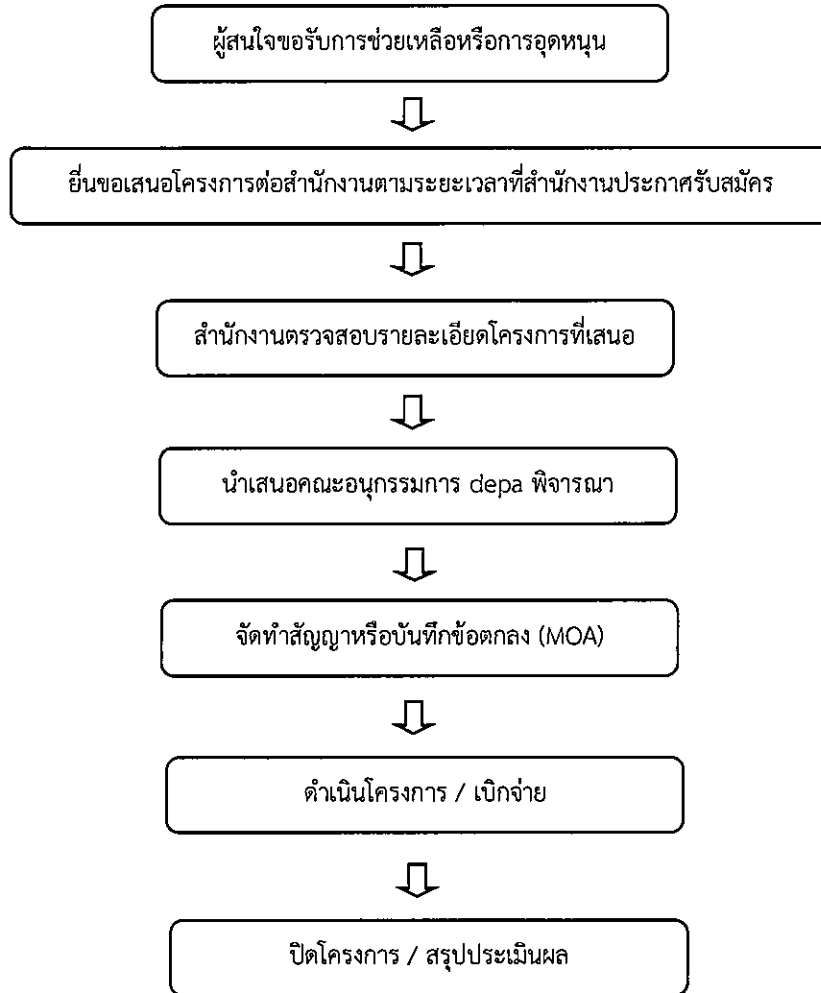 ผู้สนใจขอรับการช่วยเหลือหรือการอุดหนุน
ยื่นขอเสนอโครงการต่อสำนักงานตามระยะเวลาที่สำนักงานประกาศรับสมัคร
สำนักงานตรวจสอบรายละเอียดโครงการที่เสนอ
นำเสนอคณะอนุกรรมการ depa พิจารณา
จัดทำสัญญาหรือบันทึกข้อตกลง (MOA)
ดำเนินโครงการ / เบิกจ่าย
ปิดโครงการ / สรุปประเมินผล